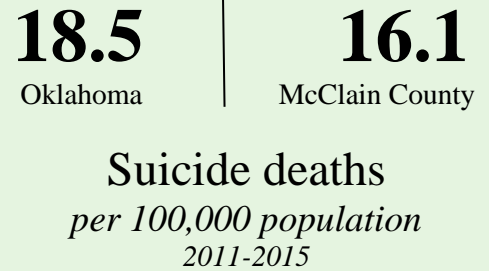 18.5 16.1
Oklahoma McClain County
Suicide deaths
per 100,000 population
2011-2015